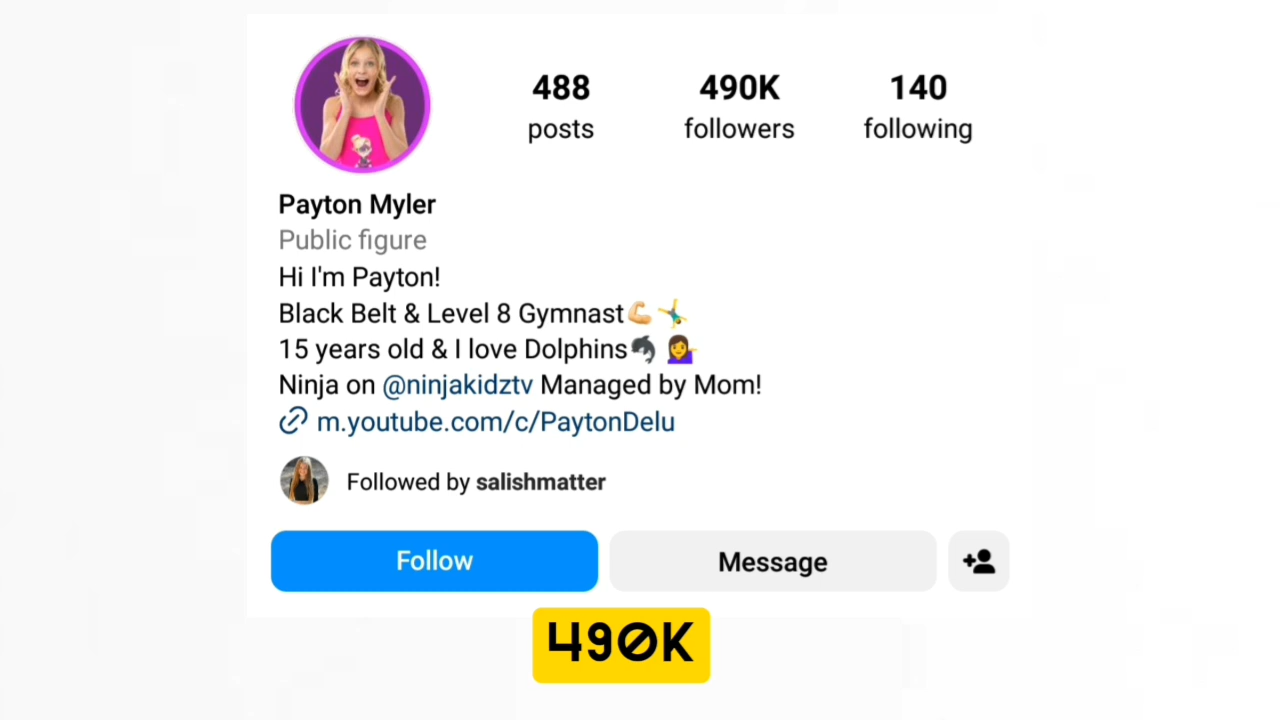 488 490K 140
posts followers following
Payton Myler
Public figure
Hi I'm Payton!
Black Belt & Level 8 Gymnast💪🏼🤸‍♂️
15 years old & I love Dolphins🐬💁‍♀️
Ninja on @ninjakidztv Managed by Mom!
m.youtube.com/c/PaytonDelu
Followed by salishmatter
Follow Message
490K